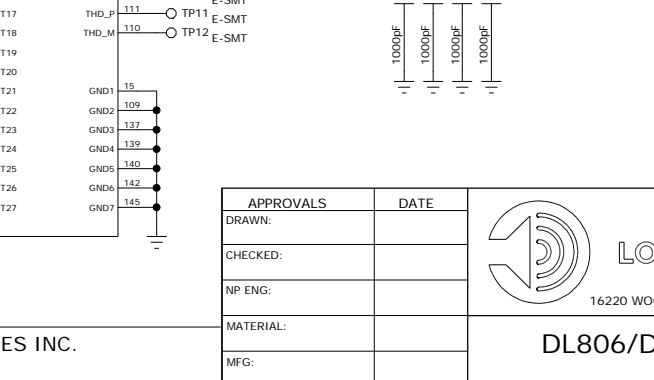 E-SMT
T17 THD_P 111 TP11 E-SMT
T18 THD_M 110 TP12 E-SMT
T19
T20
T21 GND1 15
T22 GND2 109
T23 GND3 137
T24 GND4 139
T25 GND5 140
T26 GND6 142
T27 GND7 145
1000pF 1000pF 1000pF 1000pF
APPROVALS DATE
DRAWN:
CHECKED:
NP ENG:
MATERIAL:
MFG:
LO
16220 WO
ES INC.
DL806/D